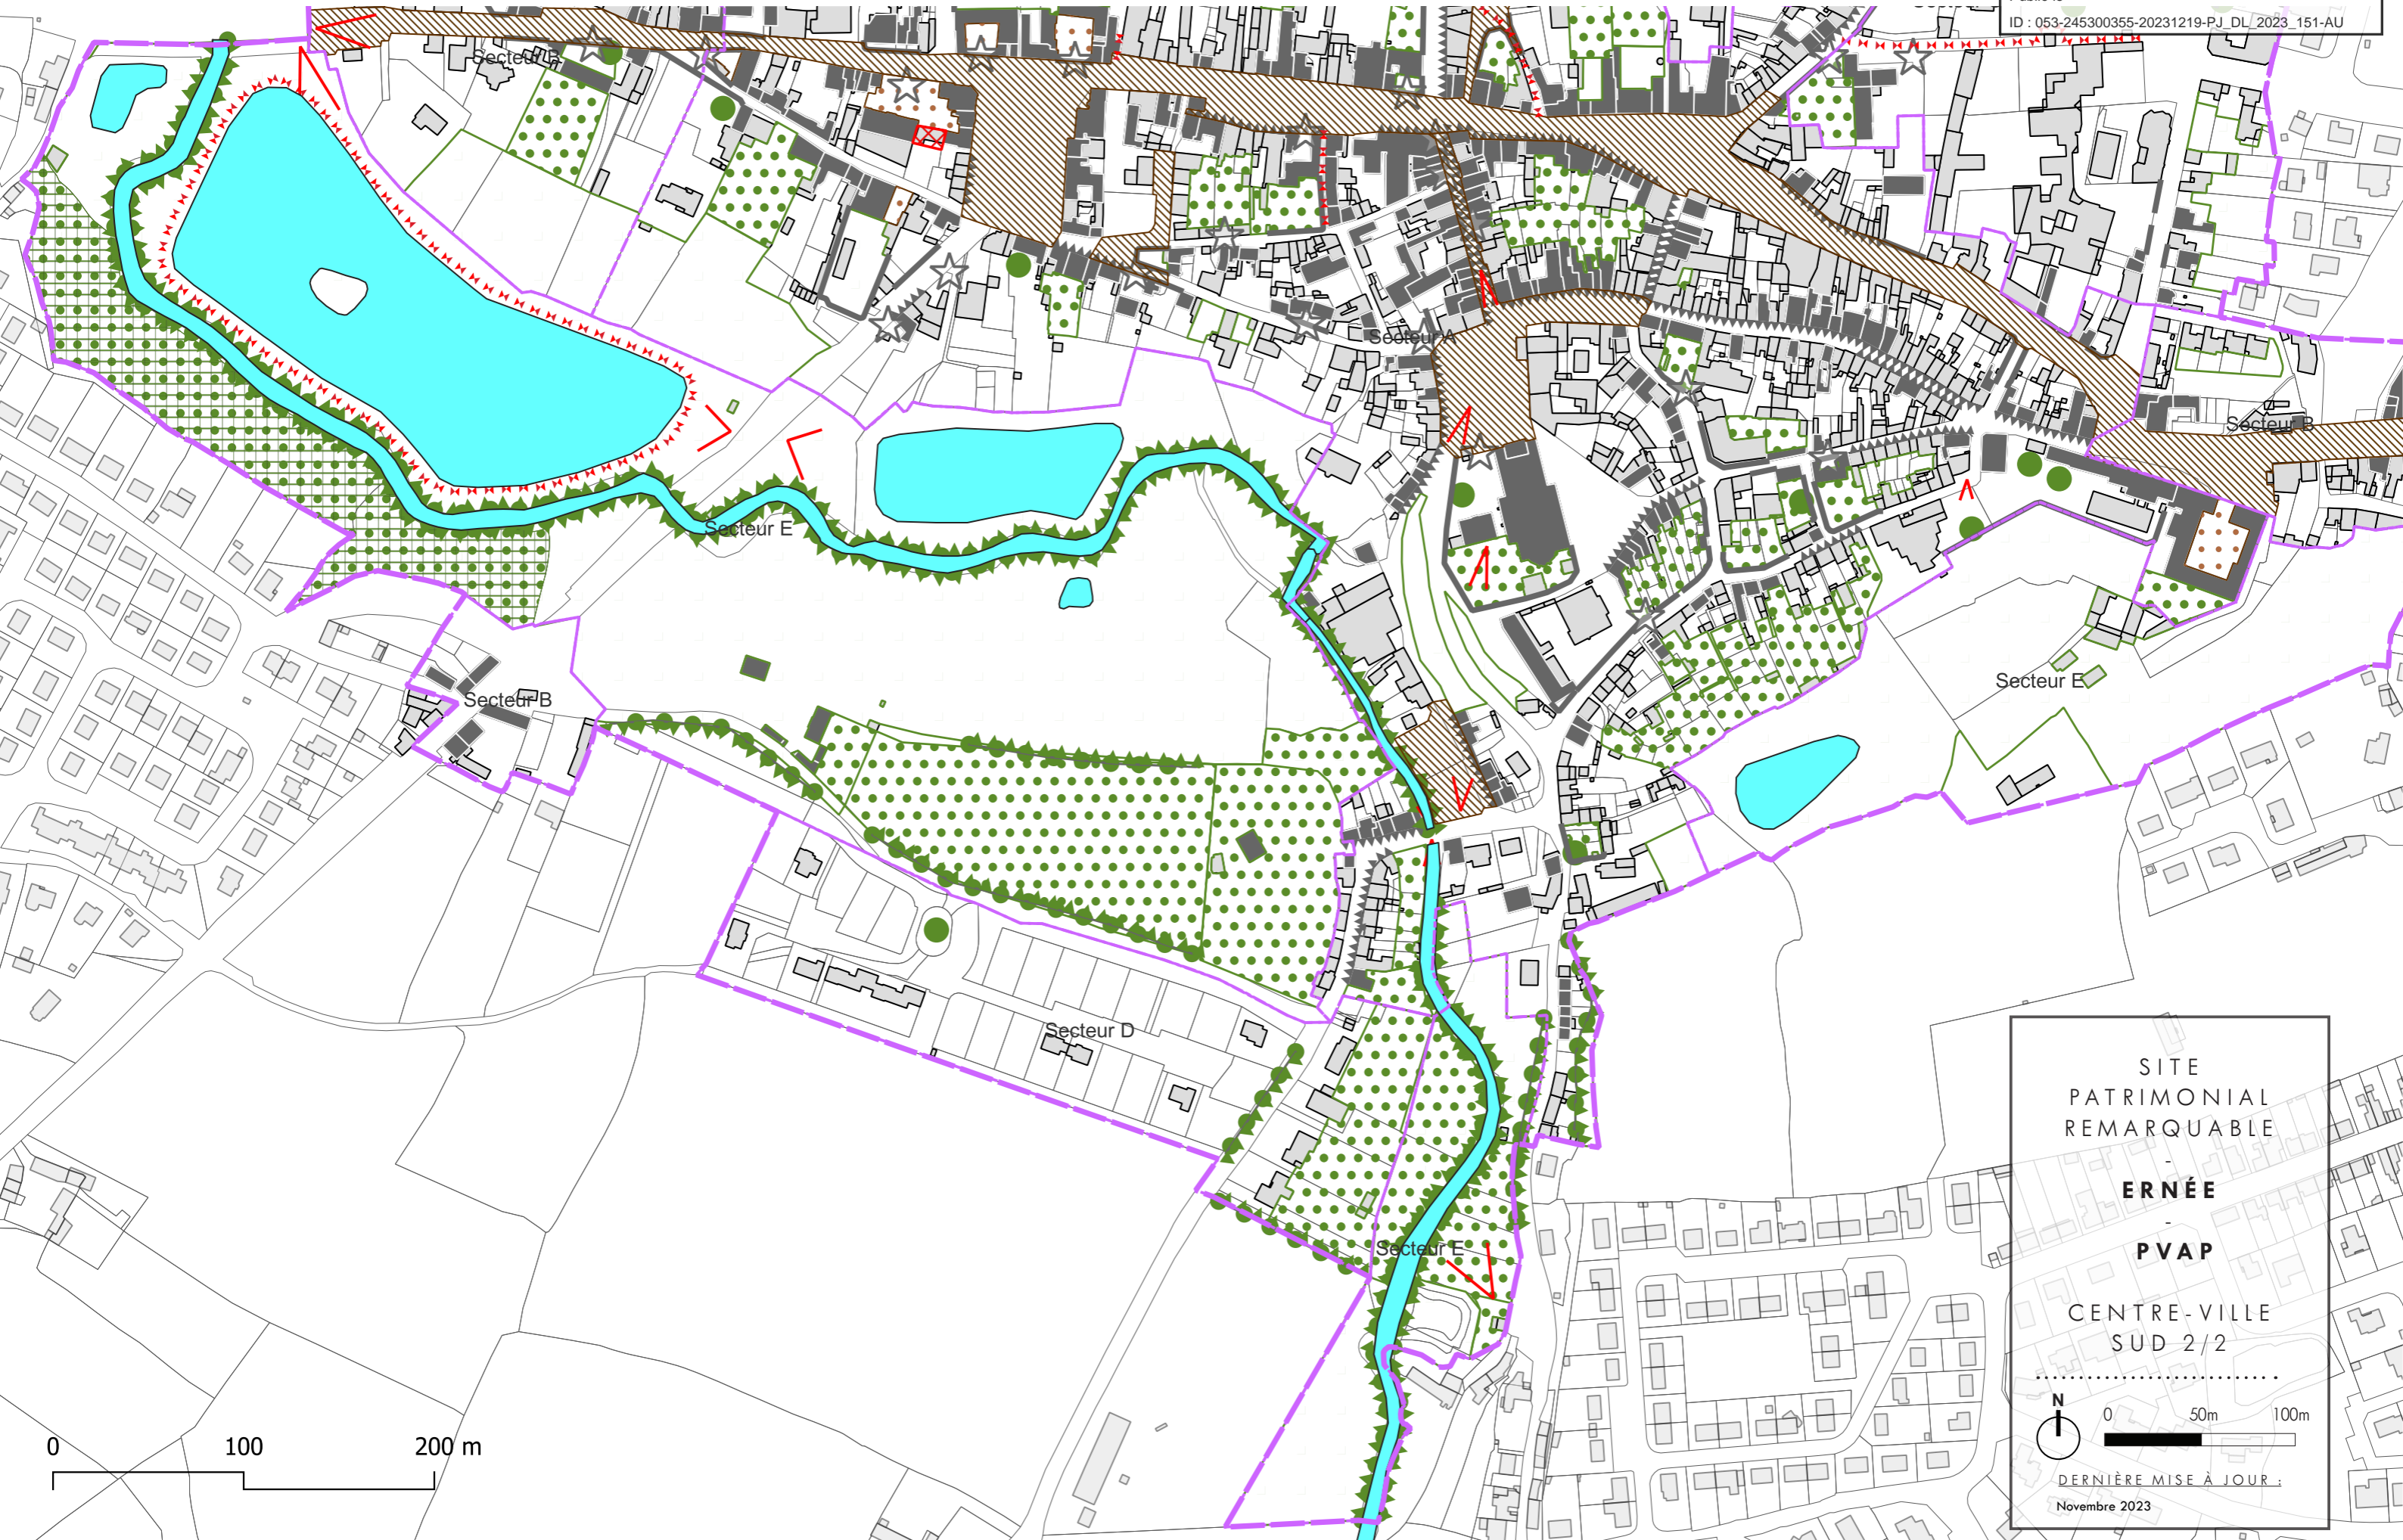 ID : 053-245300355-20231219-PJ_DL_2023_151-AU
Secteur B
Secteur A
Secteur B
Secteur E
Secteur E
Secteur B
Secteur D
Secteur E
SITE
PATRIMONIAL
REMARQUABLE
-
ERNÉE
-
PVAP
CENTRE-VILLE
SUD 2/2
N
0 50m 100m
DERNIÈRE MISE À JOUR :
Novembre 2023
0 100 200 m